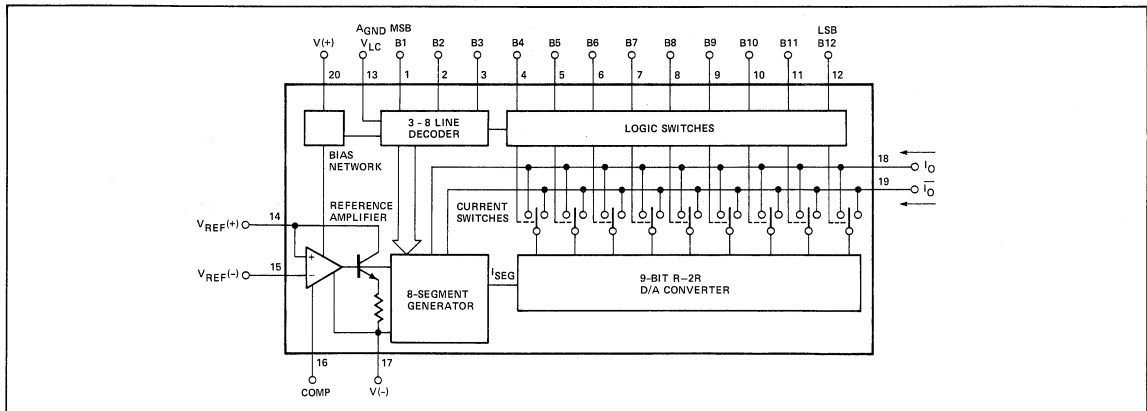 AGND MSB LSB
V(+) VLC B1 B2 B3 B4 B5 B6 B7 B8 B9 B10 B11 B12
20 13 1 2 3 4 5 6 7 8 9 10 11 12
3 - 8 LINE
DECODER
LOGIC SWITCHES
BIAS
NETWORK
18 IO
19 IO
REFERENCE
AMPLIFIER
CURRENT
SWITCHES
14
VREF(+)
+
15
VREF(-)
−
8-SEGMENT
GENERATOR
ISEG
9-BIT R-2R
D/A CONVERTER
16 17
COMP V(-)